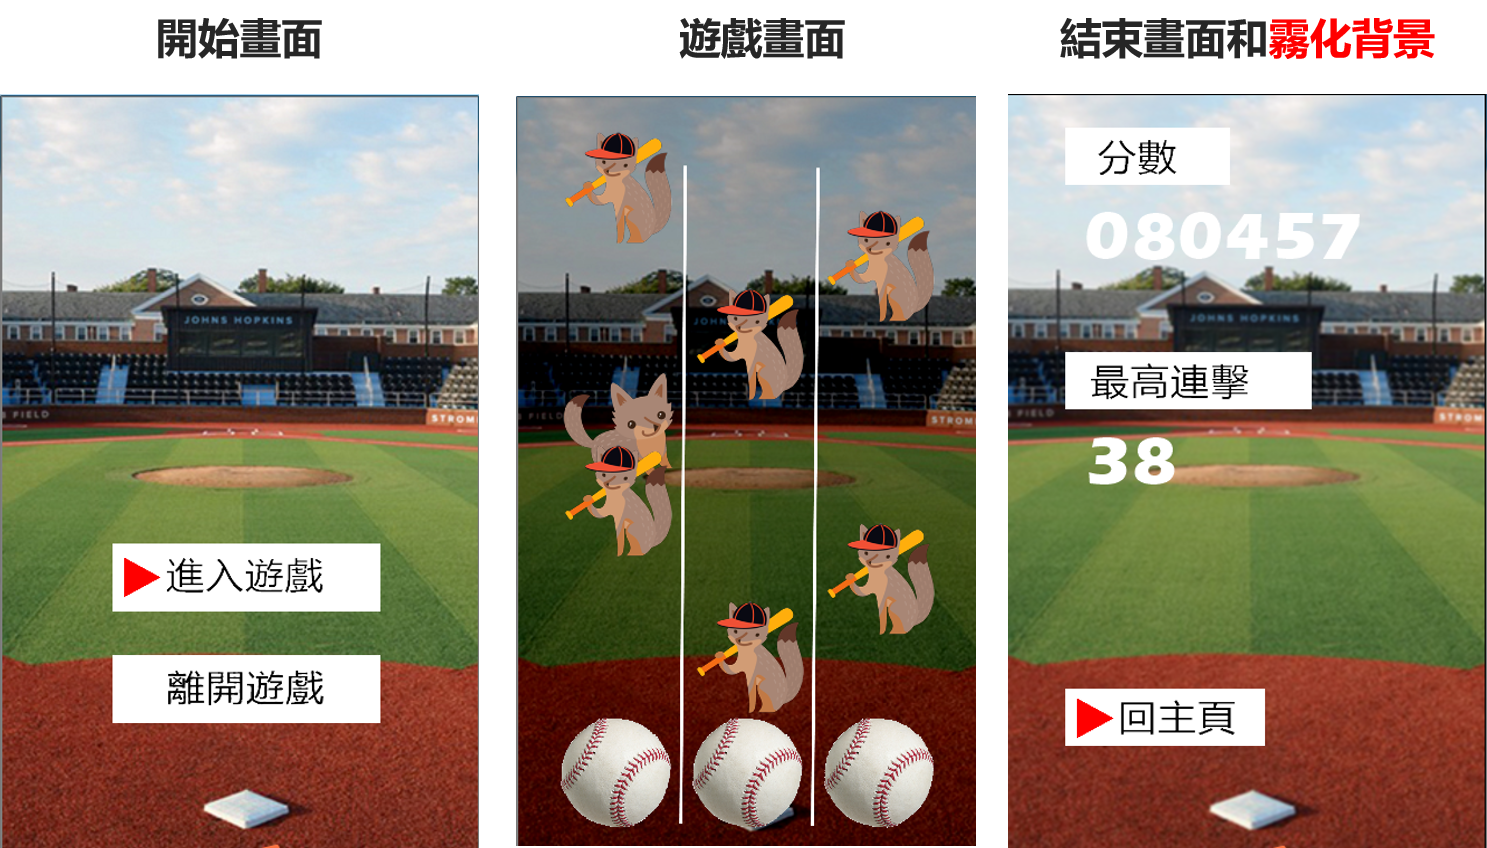 開始畫面
遊戲畫面
結束畫面和霧化背景
JOHNS HOPKINS
S FIELD
STROM
進入遊戲
離開遊戲
JOHN
K
FIELD
STROM
分數
080457
JOHNS HOPKINS
最高連擊
FIELD
STROM
38
回主頁